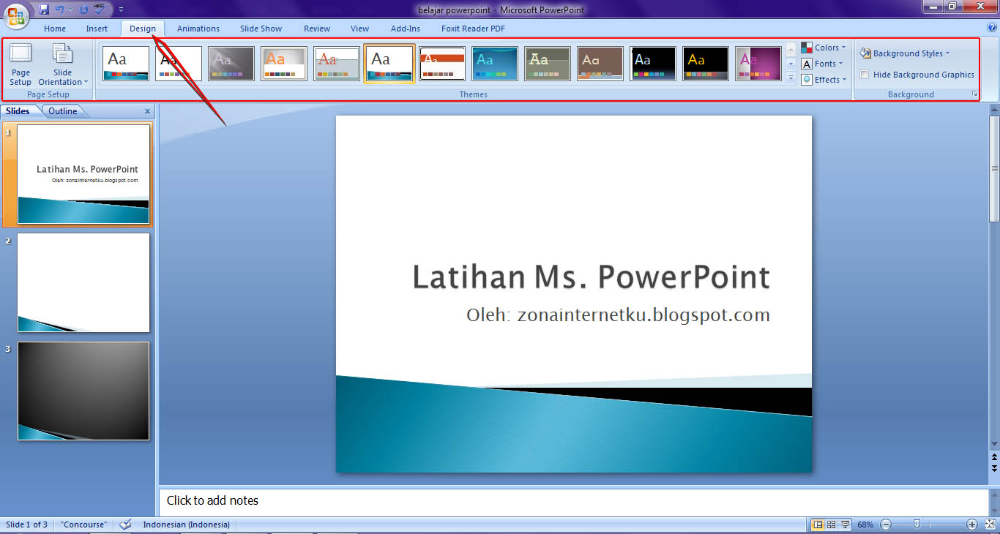 belajar powerpoint - Microsoft PowerPoint
Home Insert Design Animations Slide Show Review View Add-Ins Foxit Reader PDF
Page Setup
Slide Orientation
Page Setup
Aa Aa Aa Aa Aa Aa Aa Aa Aa Aa Aa Aa Aa
Themes
Colors
Fonts
Effects
Background Styles
Hide Background Graphics
Background
Slides Outline x
1
Latihan Ms. PowerPoint
Oleh: zonainternetku.blogspot.com
2
3
Latihan Ms. PowerPoint
Oleh: zonainternetku.blogspot.com
Click to add notes
Slide 1 of 3 "Concourse" Indonesian (Indonesia) 68%